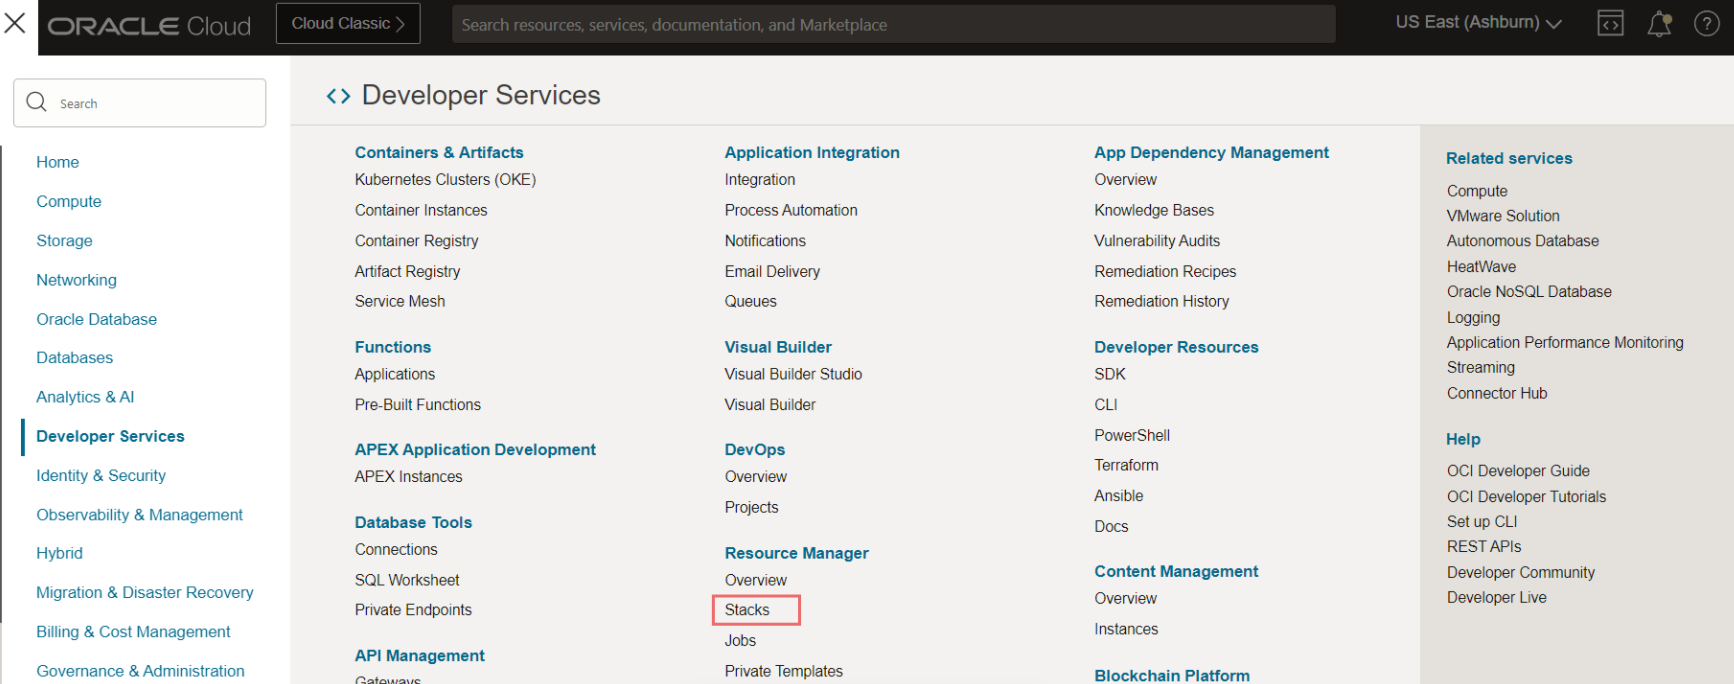 ORACLE Cloud
Cloud Classic
Search resources, services, documentation, and Marketplace
US East (Ashburn)
Search
Home
Compute
Storage
Networking
Oracle Database
Databases
Analytics & AI
Developer Services
Identity & Security
Observability & Management
Hybrid
Migration & Disaster Recovery
Billing & Cost Management
Governance & Administration
Developer Services
Containers & Artifacts
Kubernetes Clusters (OKE)
Container Instances
Container Registry
Artifact Registry
Service Mesh
Functions
Applications
Pre-Built Functions
APEX Application Development
APEX Instances
Database Tools
Connections
SQL Worksheet
Private Endpoints
API Management
Gateways
Application Integration
Integration
Process Automation
Notifications
Email Delivery
Queues
Visual Builder
Visual Builder Studio
Visual Builder
DevOps
Overview
Projects
Resource Manager
Overview
Stacks
Jobs
Private Templates
App Dependency Management
Overview
Knowledge Bases
Vulnerability Audits
Remediation Recipes
Remediation History
Developer Resources
SDK
CLI
PowerShell
Terraform
Ansible
Docs
Content Management
Overview
Instances
Blockchain Platform
Related services
Compute
VMware Solution
Autonomous Database
HeatWave
Oracle NoSQL Database
Logging
Application Performance Monitoring
Streaming
Connector Hub
Help
OCI Developer Guide
OCI Developer Tutorials
Set up CLI
REST APIs
Developer Community
Developer Live